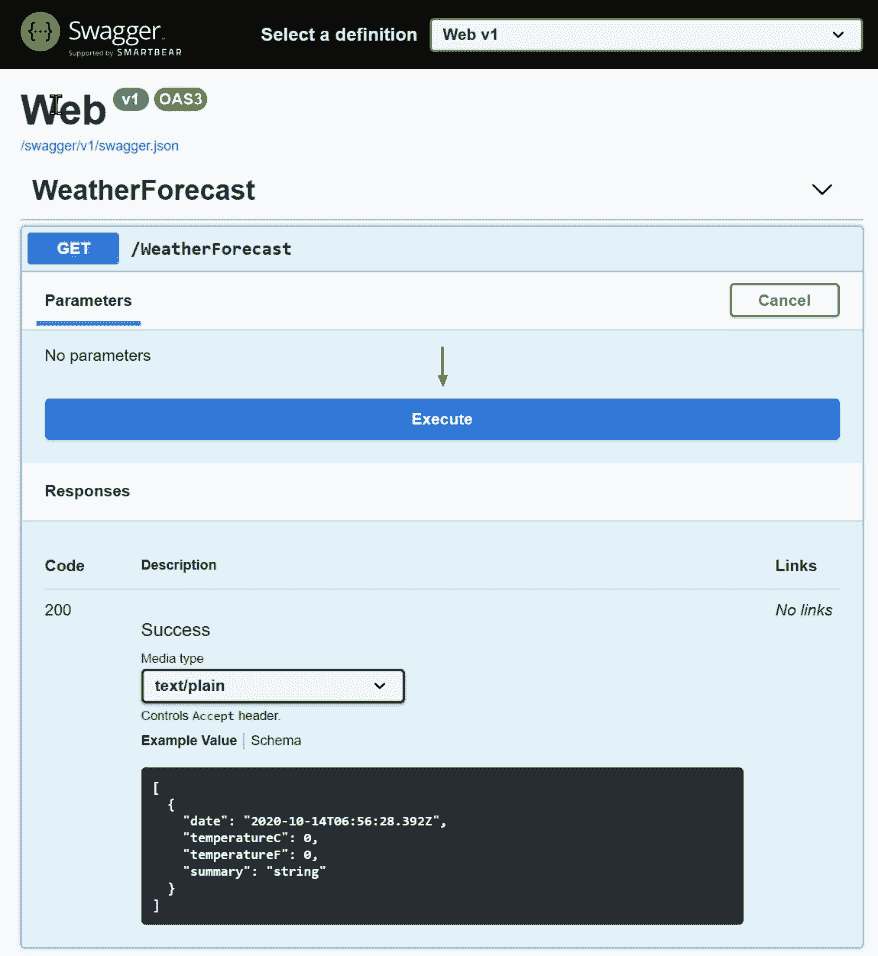 {···} Swagger. Select a definition Web v1
Supported by SMARTBEAR
Web v1 OAS3
/swagger/v1/swagger.json
WeatherForecast
GET /WeatherForecast
Parameters Cancel
No parameters
Execute
Responses
Code Description Links
200 No links
Success
Media type
text/plain
Controls Accept header.
Example Value Schema
[
  {
    "date": "2020-10-14T06:56:28.392Z",
    "temperatureC": 0,
    "temperatureF": 0,
    "summary": "string"
  }
]